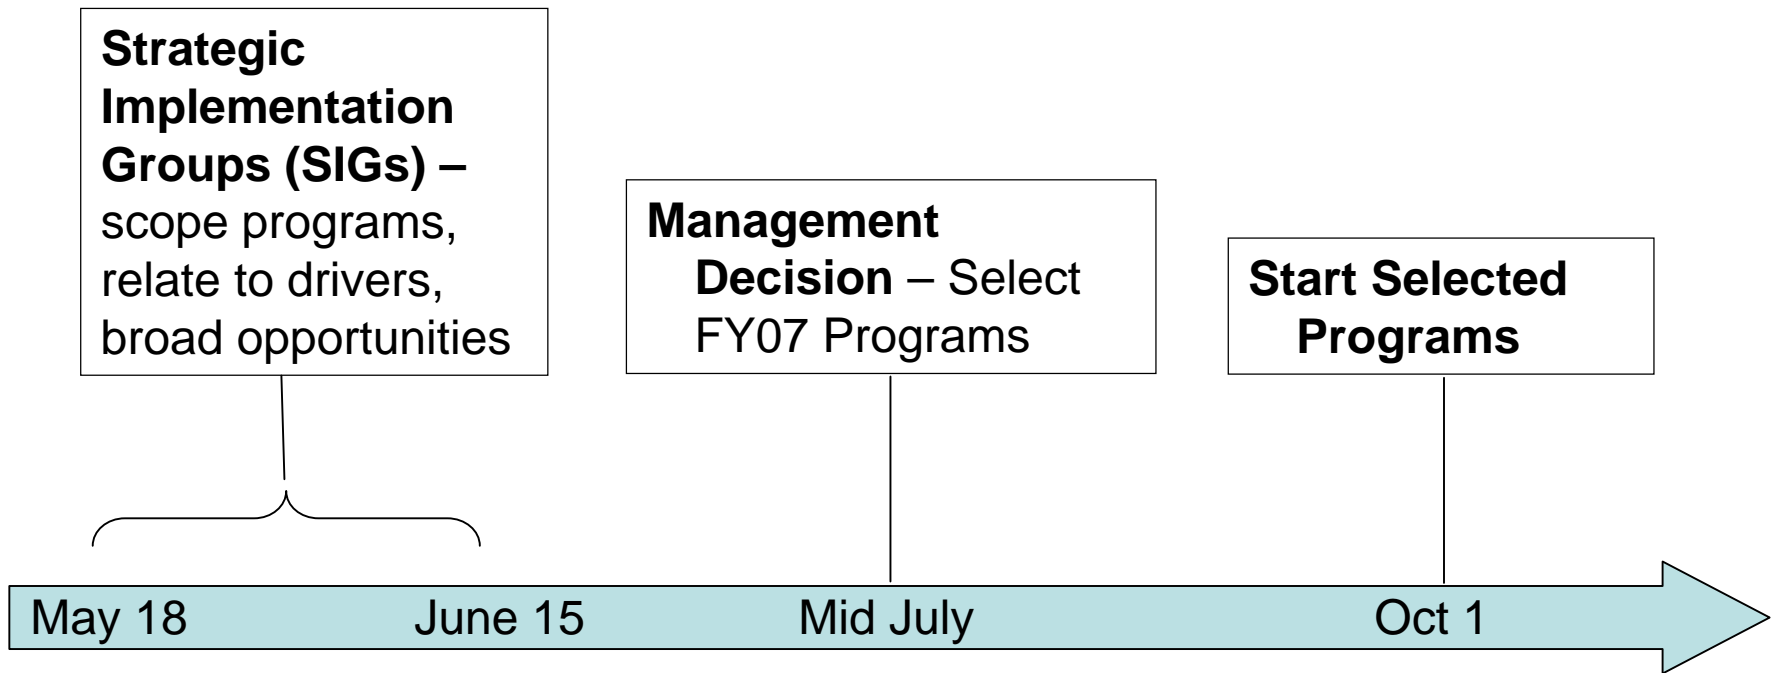 Strategic
Implementation
Groups (SIGs) –
scope programs,
relate to drivers,
broad opportunities
Management
Decision – Select
FY07 Programs
Start Selected
Programs
May 18
June 15
Mid July
Oct 1